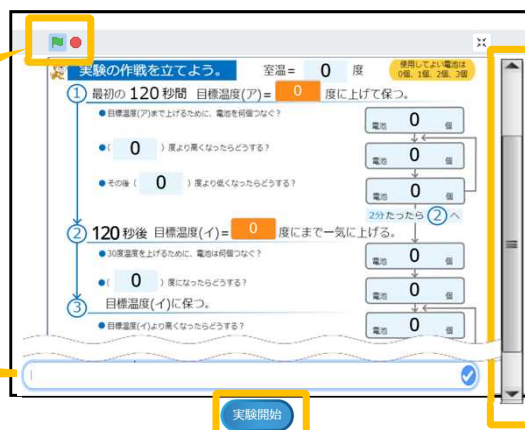 実験の作戦を立てよう。 室温= 0 度 使用してよい電池は
0個、1個、2個、3個
① 最初の 120 秒間 目標温度(ア)= 0 度に上げて保つ。
●目標温度(ア)まで上げるために、電池を何個つなぐ? 電池 0 個
●( 0 )度より高くなったらどうする? 電池 0 個
●その後( 0 )度より低くなったらどうする? 電池 0 個
2分たったら ② へ
② 120 秒後 目標温度(イ)= 0 度にまで一気に上げる。
●30度温度を上げるために、電池は何個つなぐ? 電池 0 個
●( 0 )度になったらどうする? 電池 0 個
③ 目標温度(イ)に保つ。
●目標温度(イ)より高くなったらどうする? 電池 0 個
実験開始